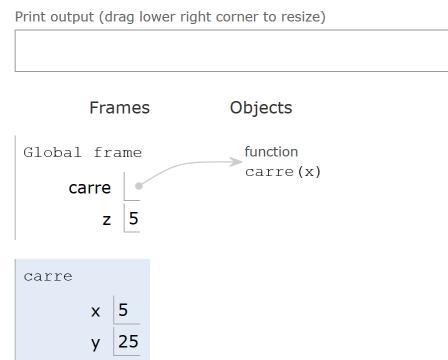 Print output (drag lower right corner to resize)
Frames Objects
Global frame
function
carre(x)
carre
z 5
carre
x 5
y 25